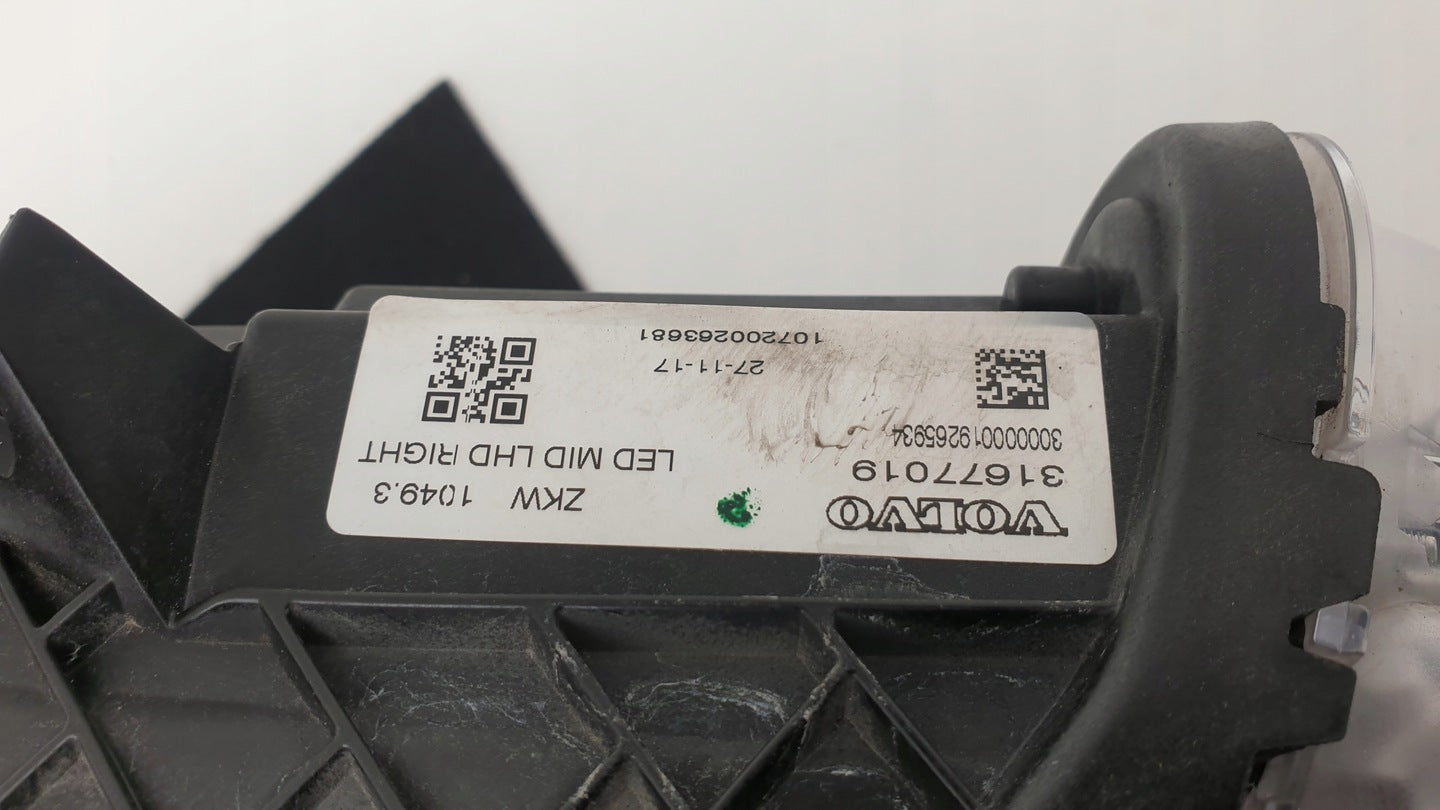 VOLVO
ZKW 1049.3
31677019
LED MID LHD RIGHT
300000019265934
27-11-17
107200263681